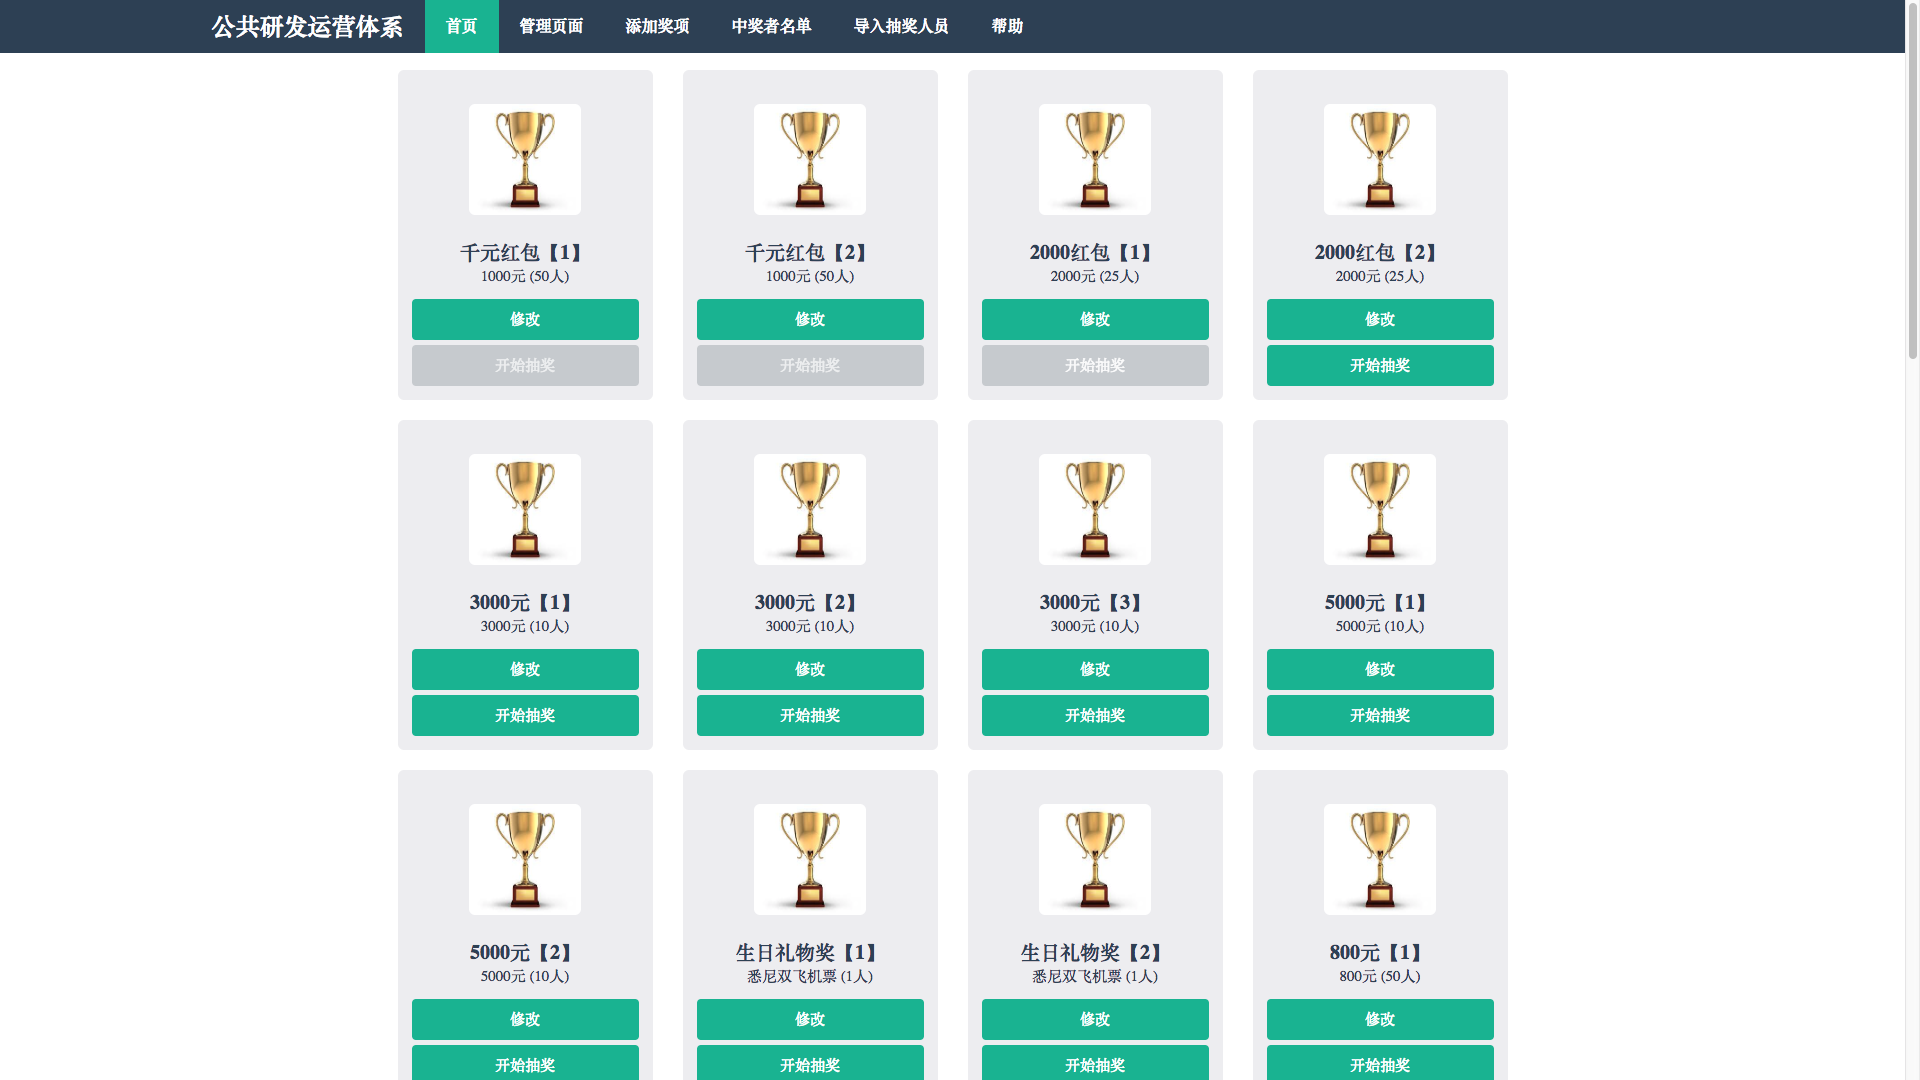 公共研发运营体系 首页 管理页面 添加奖项 中奖者名单 导入抽奖人员 帮助
千元红包【1】 千元红包【2】 2000红包【1】 2000红包【2】
1000元 (50人) 1000元 (50人) 2000元 (25人) 2000元 (25人)
修改 修改 修改 修改
开始抽奖 开始抽奖 开始抽奖 开始抽奖
3000元【1】 3000元【2】 3000元【3】 5000元【1】
3000元 (10人) 3000元 (10人) 3000元 (10人) 5000元 (10人)
修改 修改 修改 修改
开始抽奖 开始抽奖 开始抽奖 开始抽奖
5000元【2】 生日礼物奖【1】 生日礼物奖【2】 800元【1】
5000元 (10人) 悉尼双飞机票 (1人) 悉尼双飞机票 (1人) 800元 (50人)
修改 修改 修改 修改
开始抽奖 开始抽奖 开始抽奖 开始抽奖